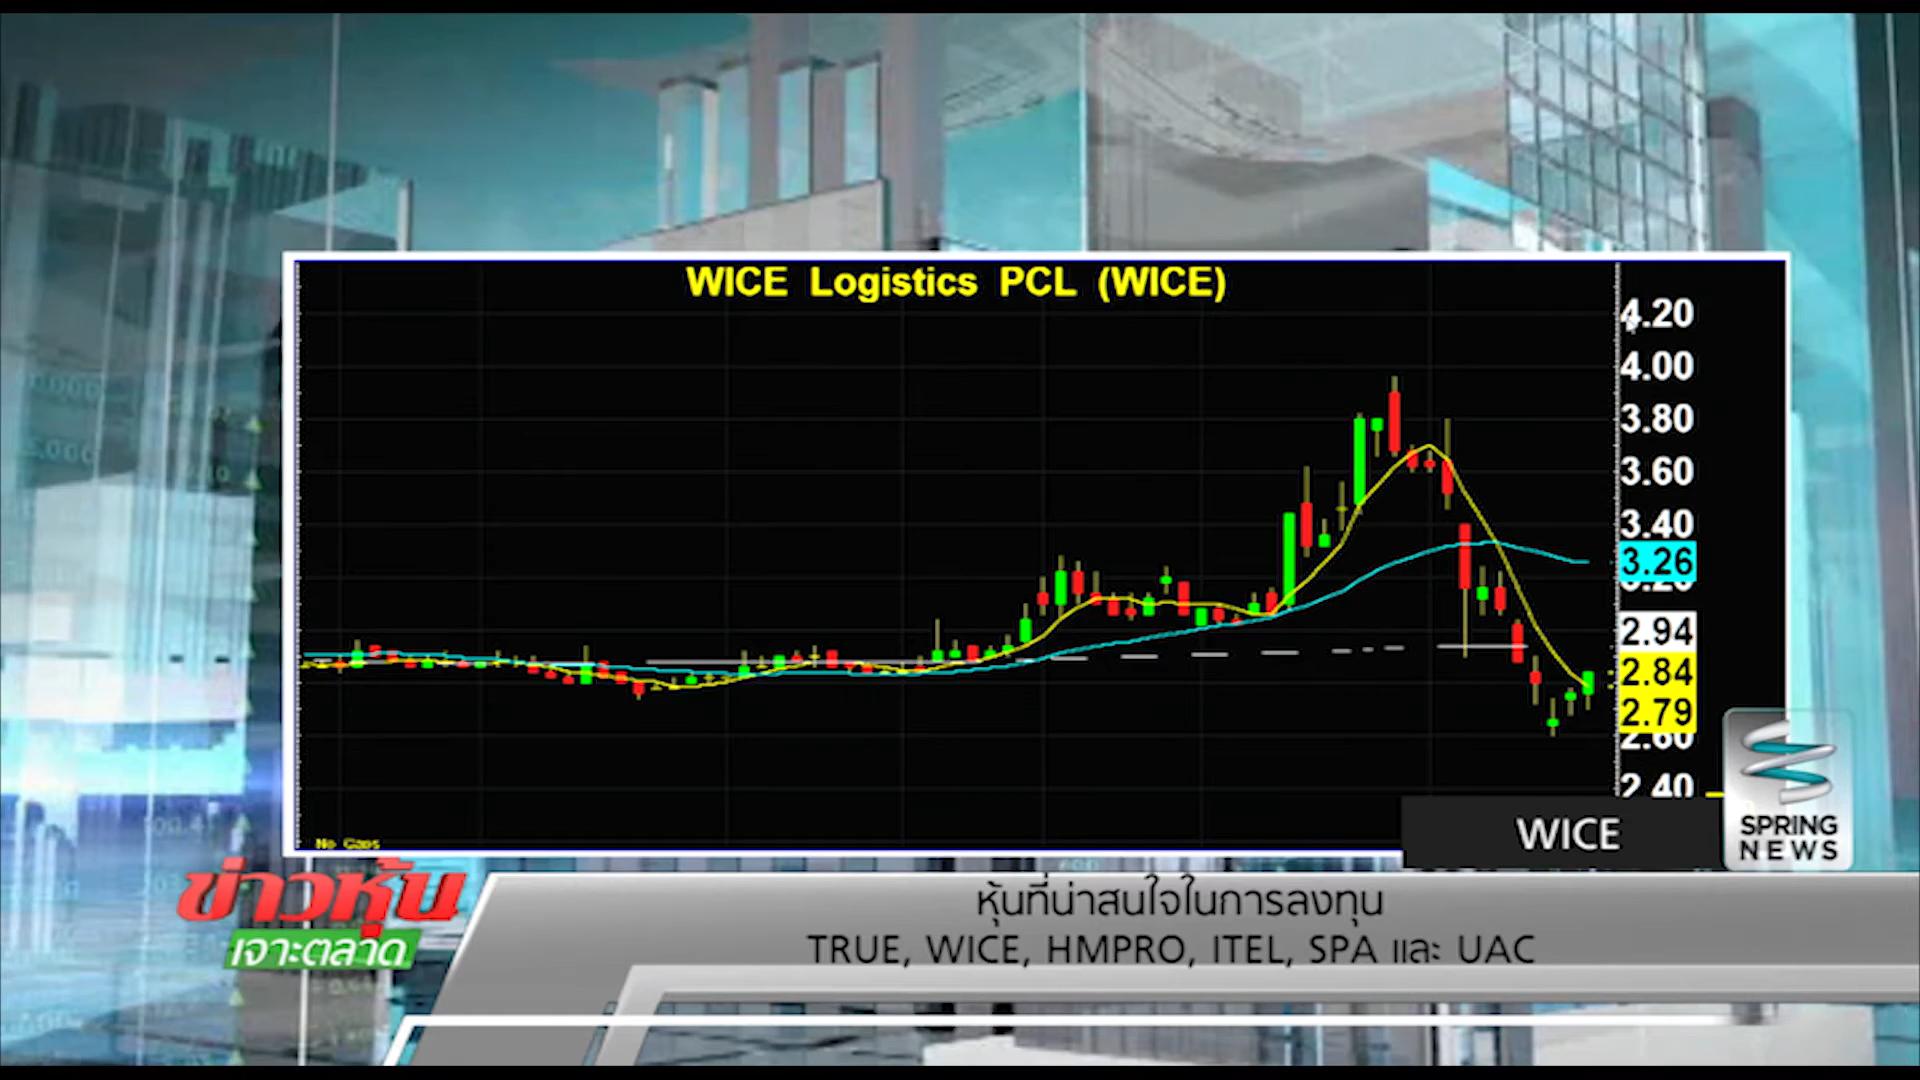 WICE Logistics PCL (WICE)
4.20
4.00
3.80
3.60
3.40
3.26
2.94
2.84
2.79
2.60
2.40
No Gaps
WICE
SPRING
NEWS
ข่าวหุ้น
เจาะตลาด
หุ้นที่น่าสนใจในการลงทุน
TRUE, WICE, HMPRO, ITEL, SPA และ UAC